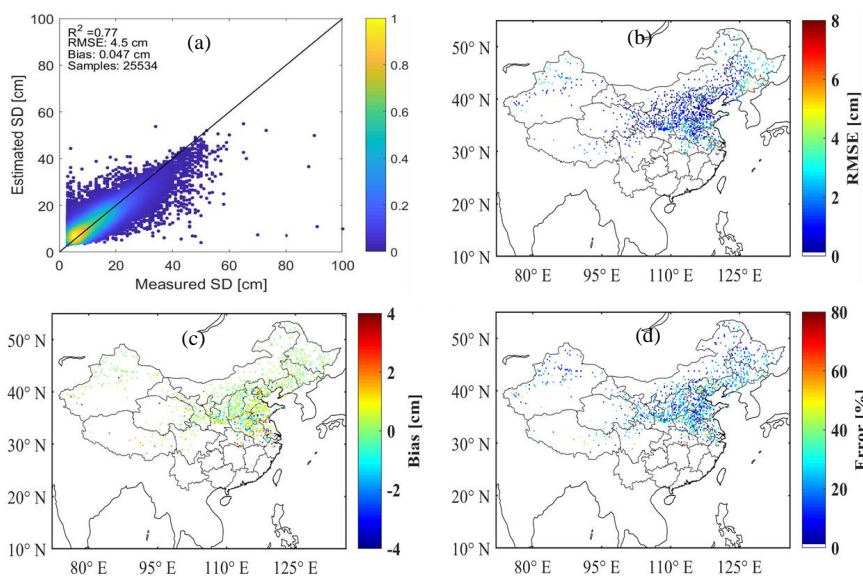 R² =0.77
RMSE: 4.5 cm
Bias: 0.047 cm
Samples: 25534
(a)
Estimated SD [cm]
100
80
60
40
20
0
0 20 40 60 80 100
Measured SD [cm]
1
0.8
0.6
0.4
0.2
0
(b)
50° N
40° N
30° N
20° N
10° N
80° E 95° E 110° E 125° E
8
6
4
2
0
RMSE [cm]
(c)
50° N
40° N
30° N
20° N
10° N
80° E 95° E 110° E 125° E
4
2
0
-2
-4
Bias [cm]
(d)
50° N
40° N
30° N
20° N
10° N
80° E 95° E 110° E 125° E
80
60
40
20
0
Error [%]